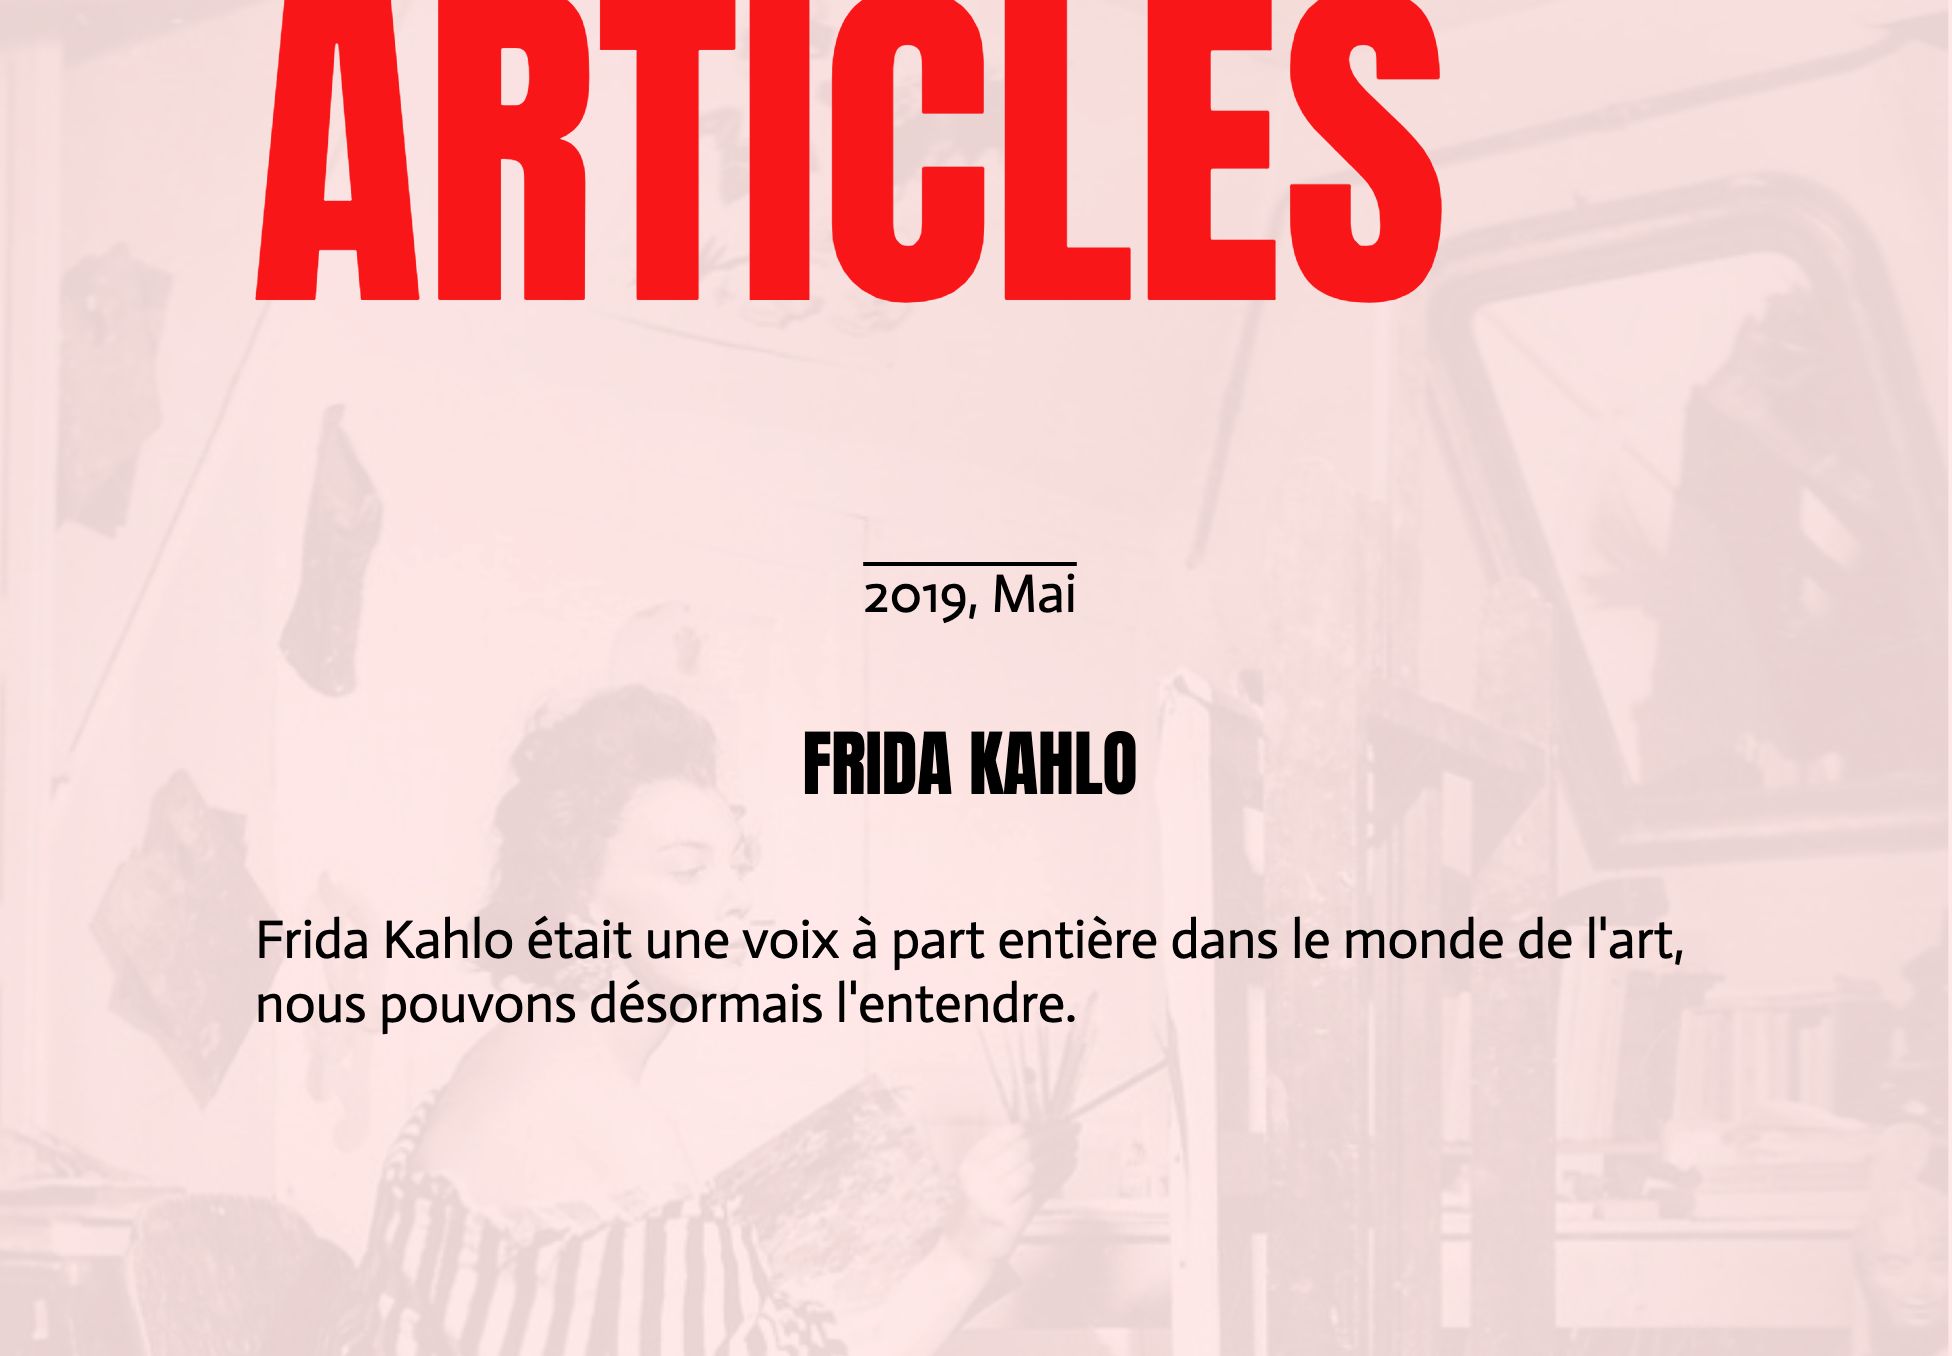 ARTICLES
2019, Mai
FRIDA KAHLO
Frida Kahlo était une voix à part entière dans le monde de l'art,
nous pouvons désormais l'entendre.